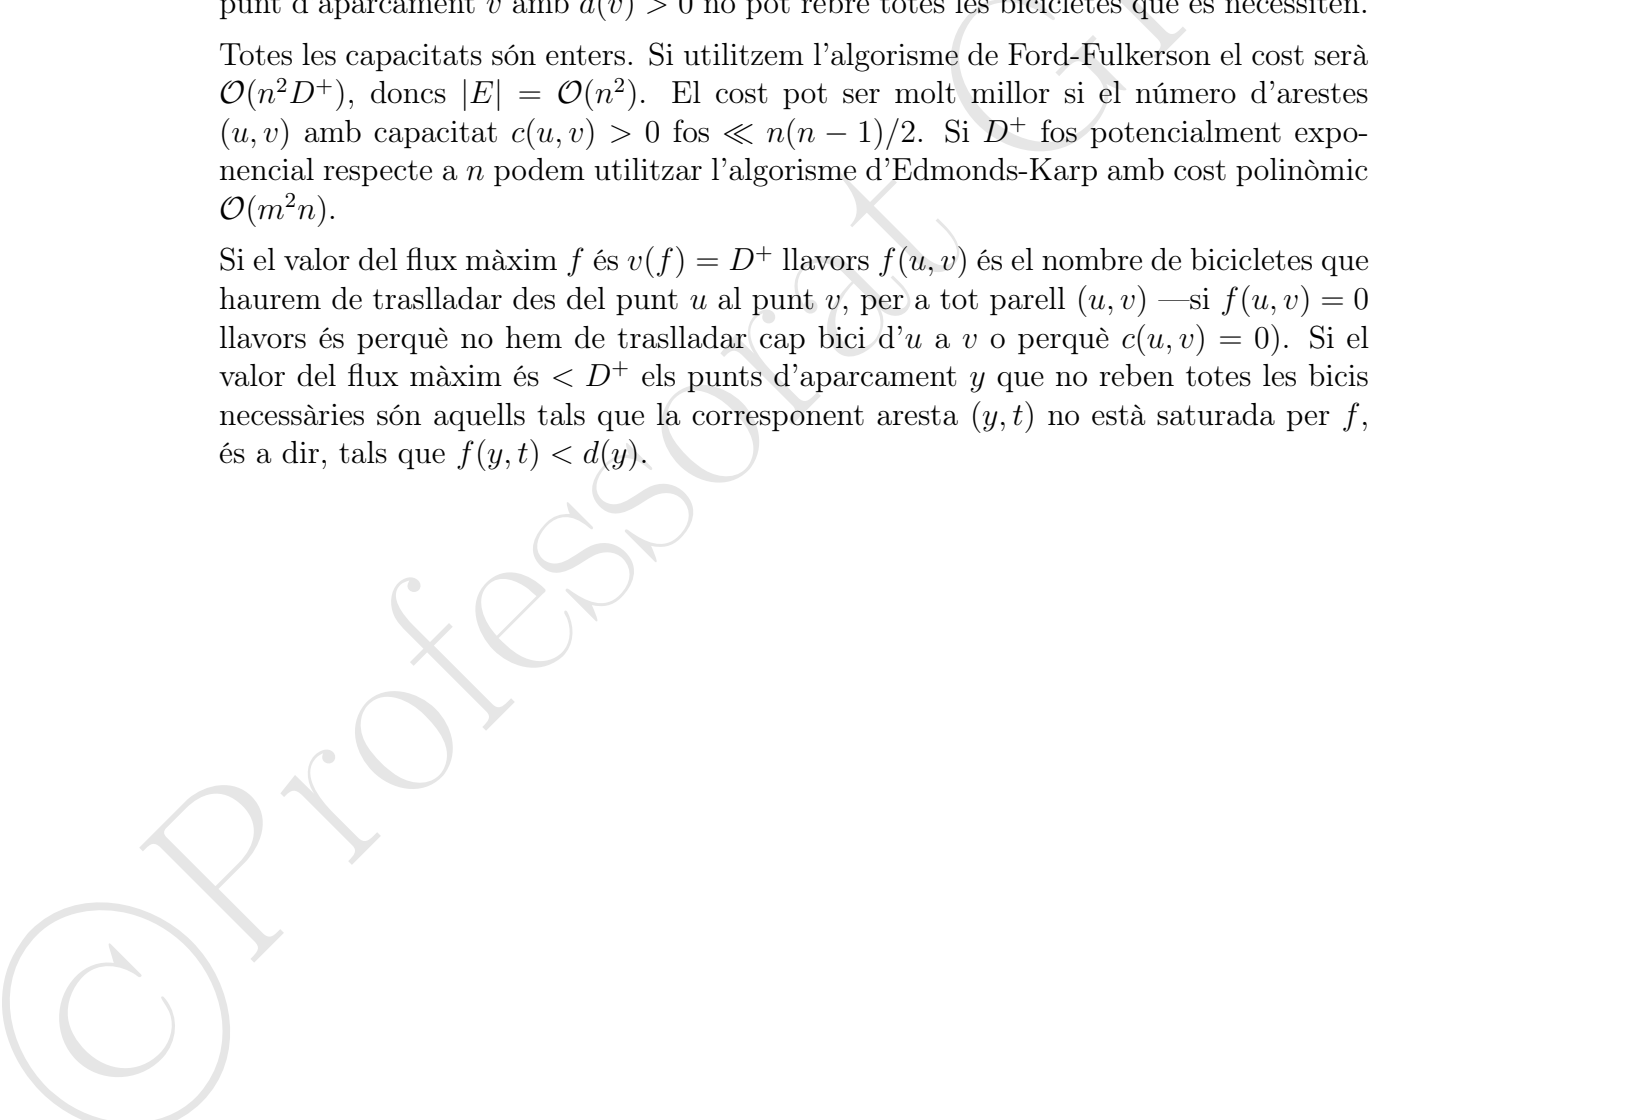 punt d'aparcament v amb d(v) > 0 no pot rebre totes les bicicletes que es necessiten.
Totes les capacitats són enters. Si utilitzem l'algorisme de Ford-Fulkerson el cost serà
O(n²D⁺), doncs |E| = O(n²). El cost pot ser molt millor si el número d'arestes
(u, v) amb capacitat c(u, v) > 0 fos ≪ n(n − 1)/2. Si D⁺ fos potencialment expo-
nencial respecte a n podem utilitzar l'algorisme d'Edmonds-Karp amb cost polinòmic
O(m²n).
Si el valor del flux màxim f és v(f) = D⁺ llavors f(u, v) és el nombre de bicicletes que
haurem de traslladar des del punt u al punt v, per a tot parell (u, v) —si f(u, v) = 0
llavors és perquè no hem de traslladar cap bici d'u a v o perquè c(u, v) = 0). Si el
valor del flux màxim és < D⁺ els punts d'aparcament y que no reben totes les bicis
necessàries són aquells tals que la corresponent aresta (y, t) no està saturada per f,
és a dir, tals que f(y, t) < d(y).
©Professorat G